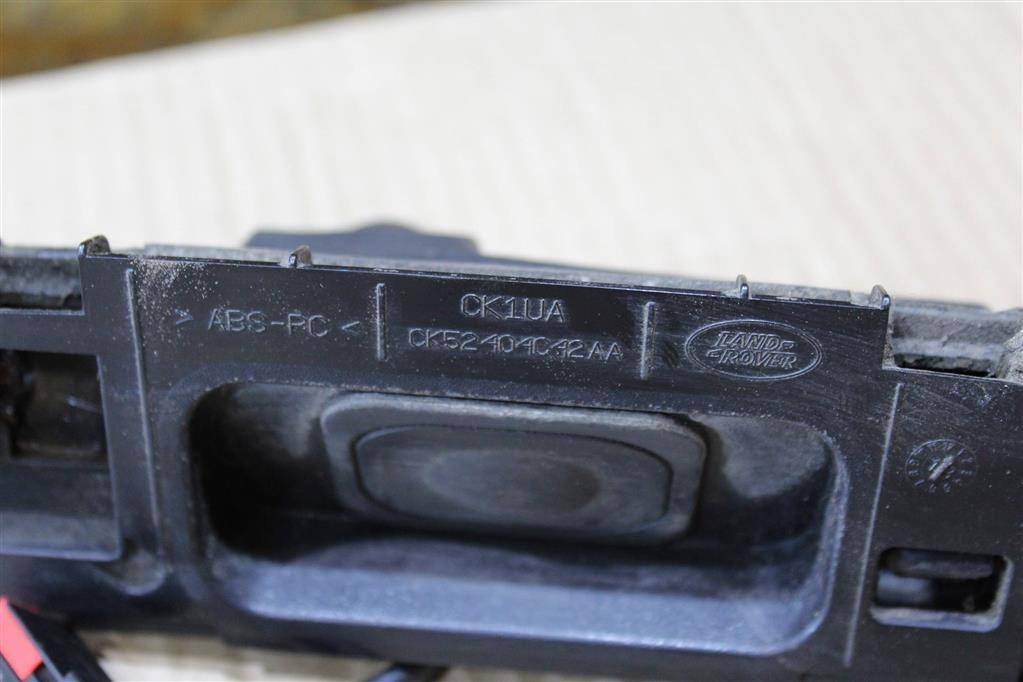 > ABS-PC <
CK1UA
CK52404C42AA
LAND-
-ROVER